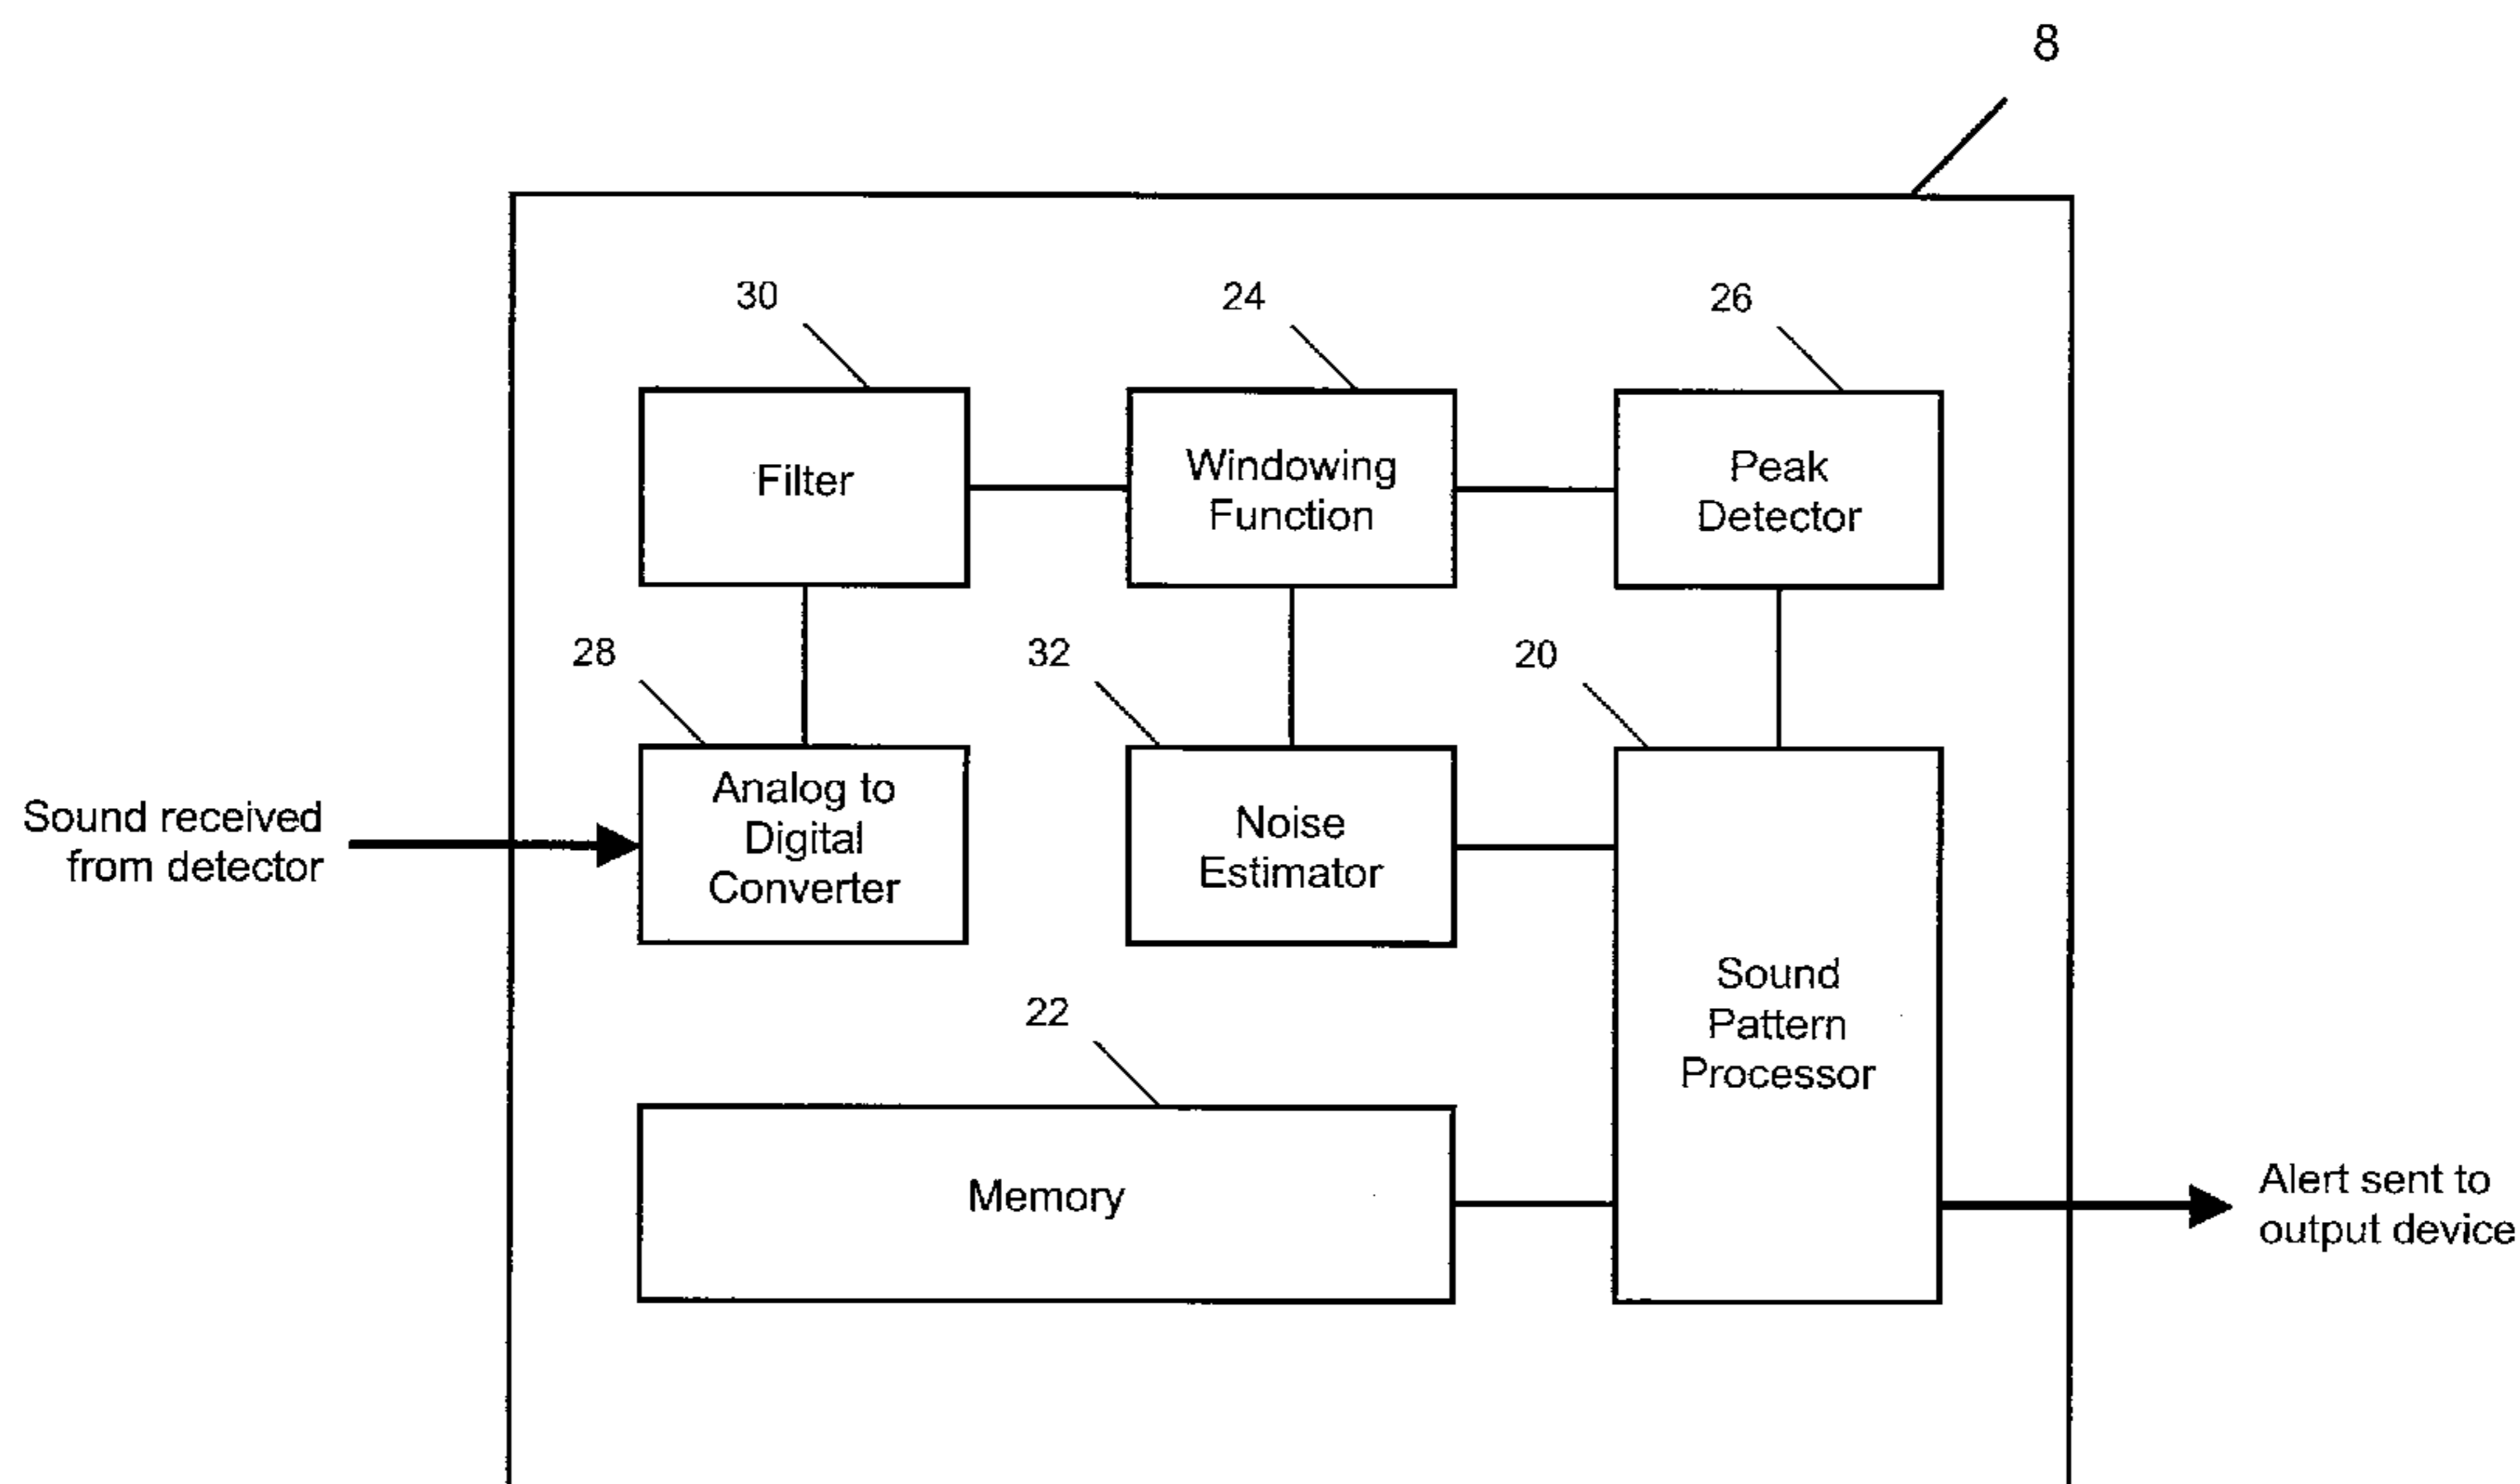 8
30
24
26
Filter
Windowing
Function
Peak
Detector
28
32
20
Sound received
from detector
Analog to
Digital
Converter
Noise
Estimator
Sound
Pattern
Processor
22
Memory
Alert sent to
output device